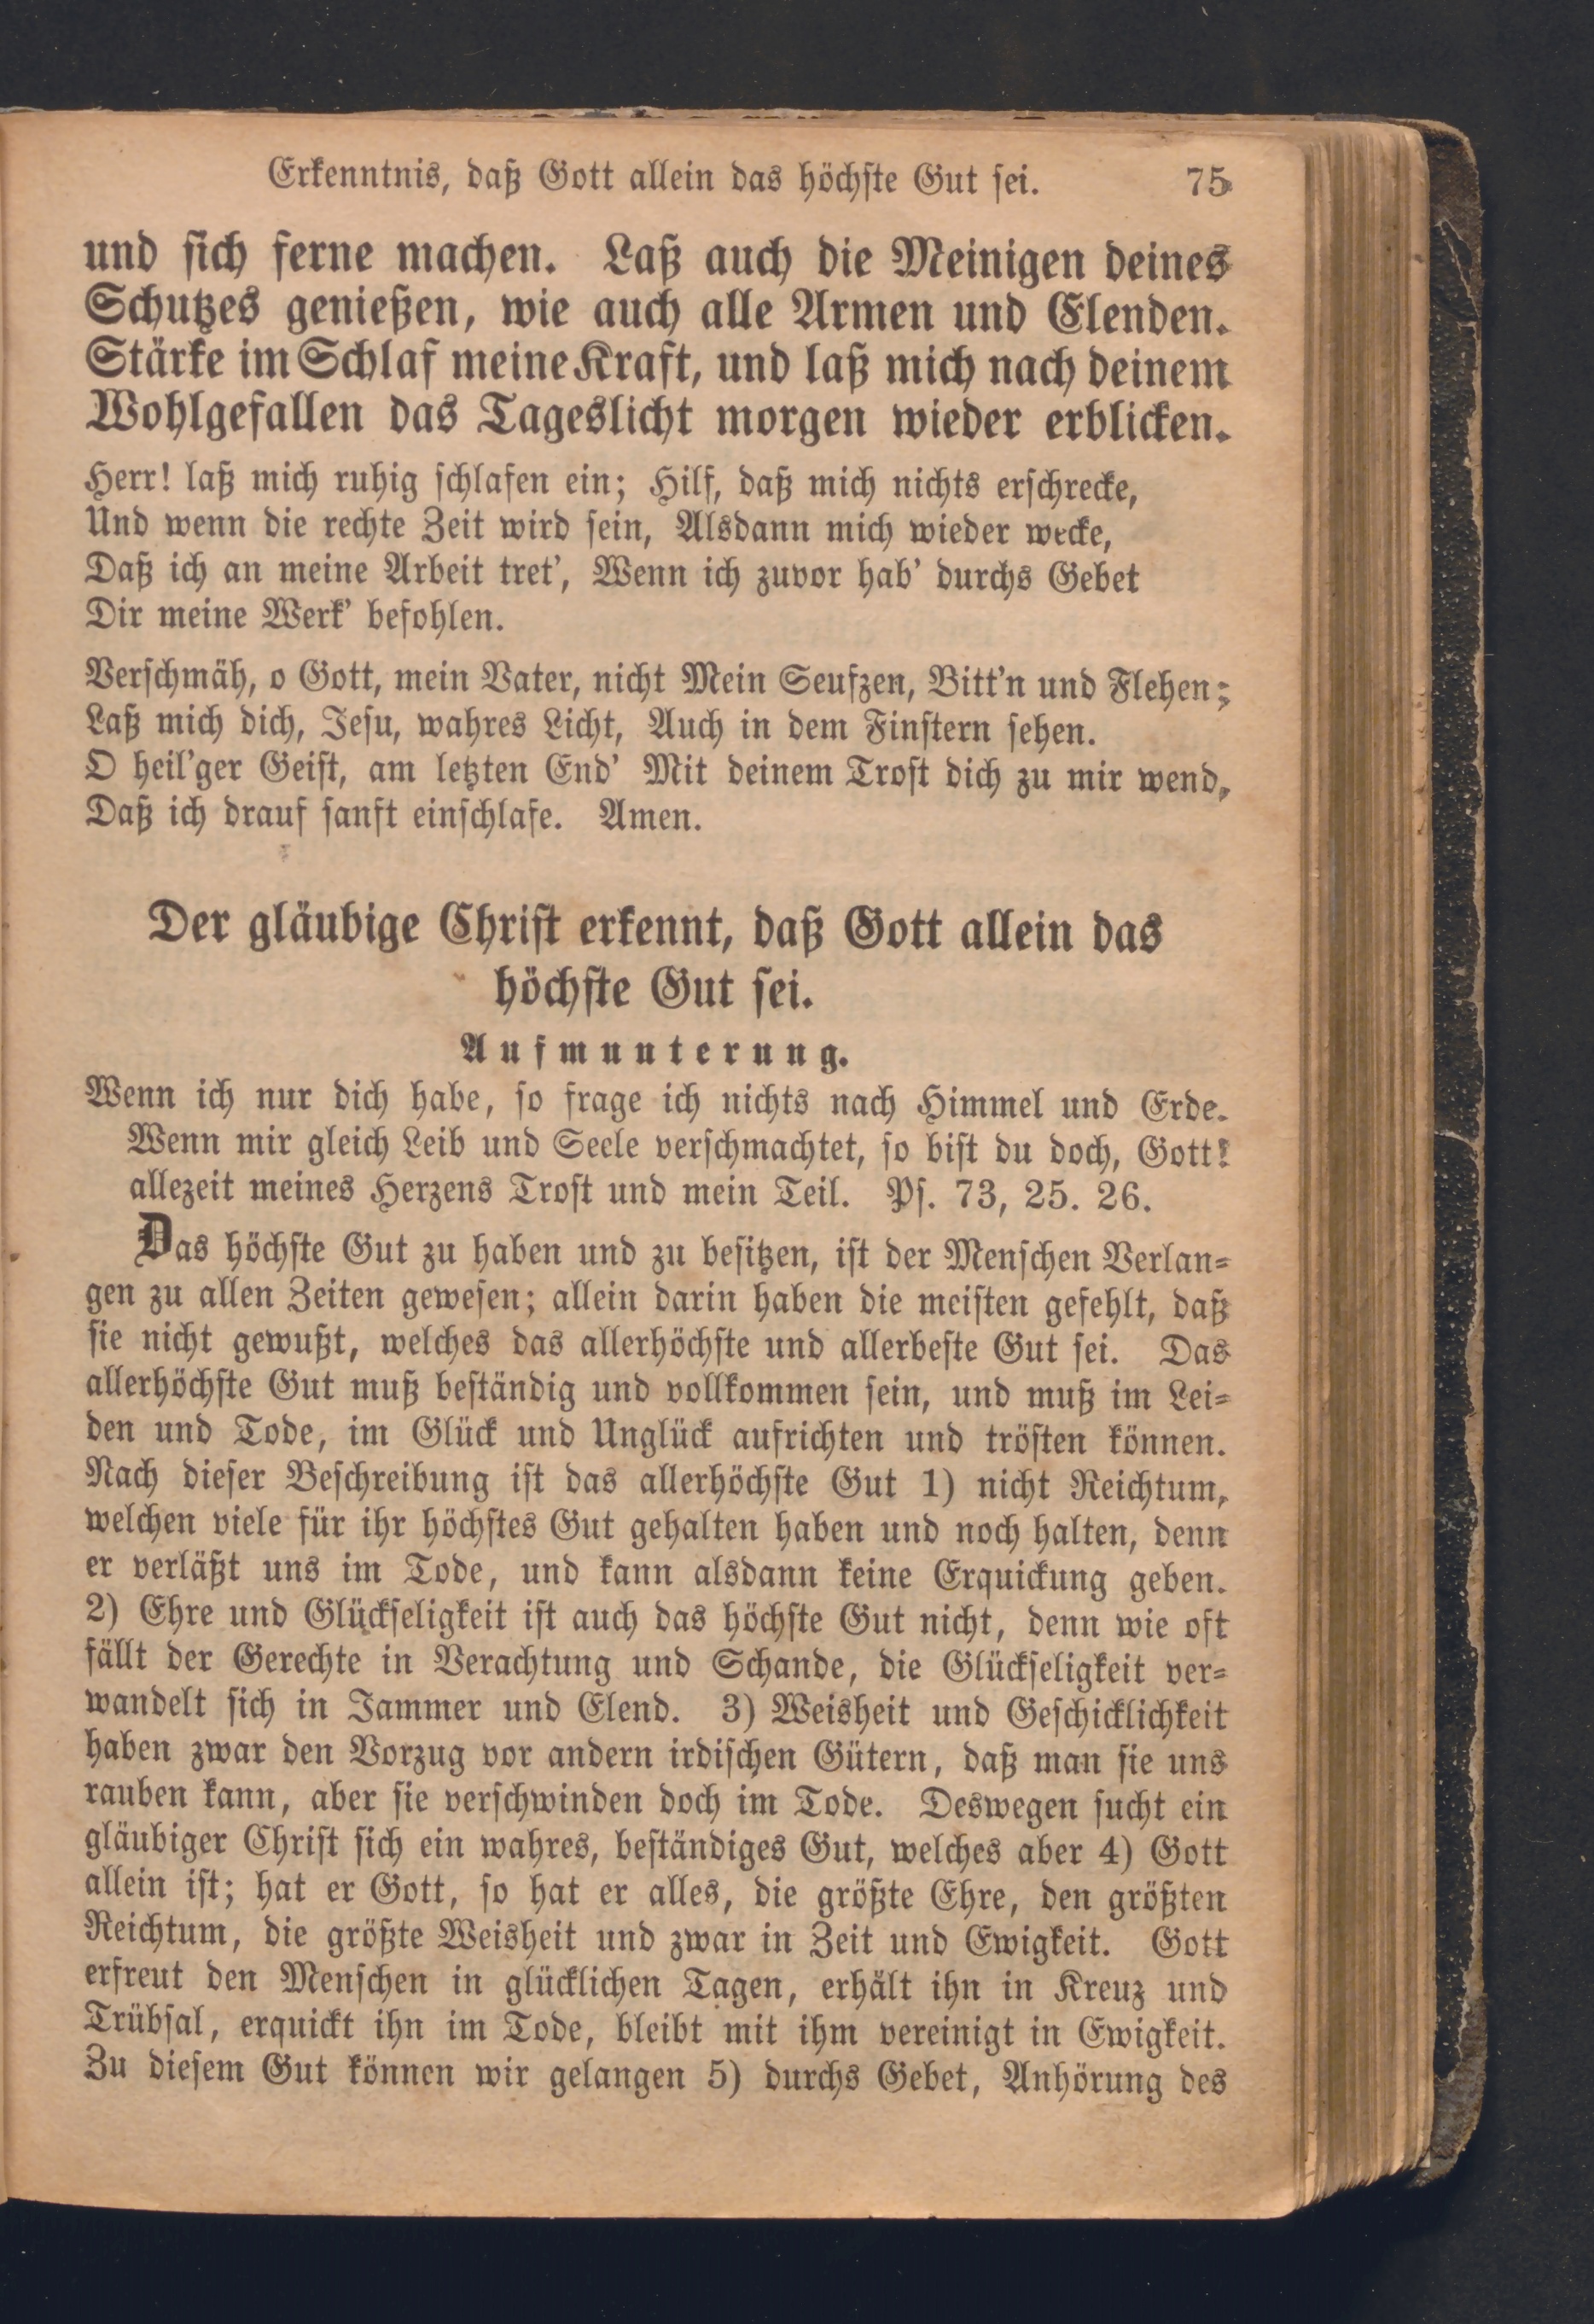 Erkenntnis, daß Gott allein das höchste Gut sei. 75
und sich ferne machen. Laß auch die Meinigen deines
Schutzes genießen, wie auch alle Armen und Elenden.
Stärke im Schlaf meine Kraft, und laß mich nach deinem
Wohlgefallen das Tageslicht morgen wieder erblicken.
Herr! laß mich ruhig schlafen ein; Hilf, daß mich nichts erschrecke,
Und wenn die rechte Zeit wird sein, Alsdann mich wieder wecke,
Daß ich an meine Arbeit tret', Wenn ich zuvor hab' durchs Gebet
Dir meine Werk' befohlen.
Verschmäh, o Gott, mein Vater, nicht Mein Seufzen, Bitt'n und Flehen;
Laß mich dich, Jesu, wahres Licht, Auch in dem Finstern sehen.
O heil'ger Geist, am letzten End' Mit deinem Trost dich zu mir wend,
Daß ich drauf sanft einschlafe. Amen.
Der gläubige Christ erkennt, daß Gott allein das
höchste Gut sei.
Aufmunterung.
Wenn ich nur dich habe, so frage ich nichts nach Himmel und Erde.
Wenn mir gleich Leib und Seele verschmachtet, so bist du doch, Gott!
allezeit meines Herzens Trost und mein Teil. Ps. 73, 25. 26.
Das höchste Gut zu haben und zu besitzen, ist der Menschen Verlan-
gen zu allen Zeiten gewesen; allein darin haben die meisten gefehlt, daß
sie nicht gewußt, welches das allerhöchste und allerbeste Gut sei. Das
allerhöchste Gut muß beständig und vollkommen sein, und muß im Lei-
den und Tode, im Glück und Unglück aufrichten und trösten können.
Nach dieser Beschreibung ist das allerhöchste Gut 1) nicht Reichtum,
welchen viele für ihr höchstes Gut gehalten haben und noch halten, denn
er verläßt uns im Tode, und kann alsdann keine Erquickung geben.
2) Ehre und Glückseligkeit ist auch das höchste Gut nicht, denn wie oft
fällt der Gerechte in Verachtung und Schande, die Glückseligkeit ver-
wandelt sich in Jammer und Elend. 3) Weisheit und Geschicklichkeit
haben zwar den Vorzug vor andern irdischen Gütern, daß man sie uns
rauben kann, aber sie verschwinden doch im Tode. Deswegen sucht ein
gläubiger Christ sich ein wahres, beständiges Gut, welches aber 4) Gott
allein ist; hat er Gott, so hat er alles, die größte Ehre, den größten
Reichtum, die größte Weisheit und zwar in Zeit und Ewigkeit. Gott
erfreut den Menschen in glücklichen Tagen, erhält ihn in Kreuz und
Trübsal, erquickt ihn im Tode, bleibt mit ihm vereinigt in Ewigkeit.
Zu diesem Gut können wir gelangen 5) durchs Gebet, Anhörung des